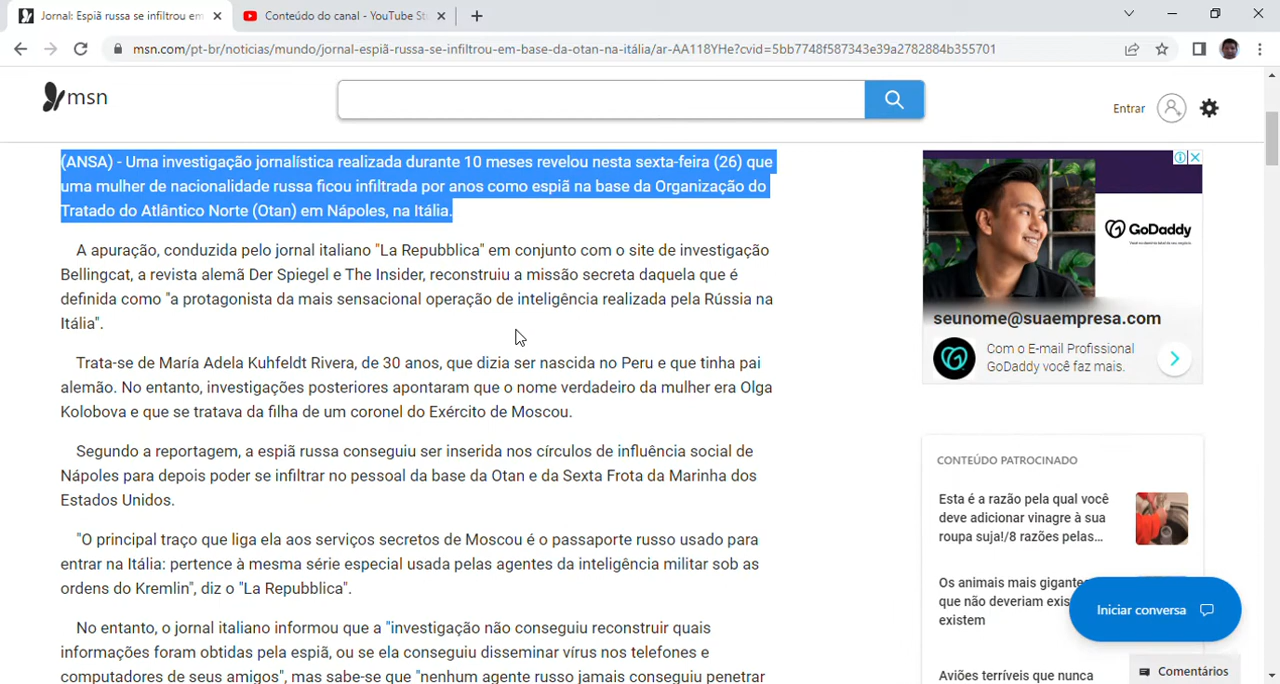 Jornal: Espiã russa se infiltrou em
Conteúdo do canal - YouTube St
msn.com/pt-br/noticias/mundo/jornal-espiã-russa-se-infiltrou-em-base-da-otan-na-itália/ar-AA118YHe?cvid=5bb7748f587343e39a2782884b355701
msn
Entrar
(ANSA) - Uma investigação jornalística realizada durante 10 meses revelou nesta sexta-feira (26) que
uma mulher de nacionalidade russa ficou infiltrada por anos como espiã na base da Organização do
Tratado do Atlântico Norte (Otan) em Nápoles, na Itália.
A apuração, conduzida pelo jornal italiano "La Repubblica" em conjunto com o site de investigação
Bellingcat, a revista alemã Der Spiegel e The Insider, reconstruiu a missão secreta daquela que é
definida como "a protagonista da mais sensacional operação de inteligência realizada pela Rússia na
Itália".
Trata-se de María Adela Kuhfeldt Rivera, de 30 anos, que dizia ser nascida no Peru e que tinha pai
alemão. No entanto, investigações posteriores apontaram que o nome verdadeiro da mulher era Olga
Kolobova e que se tratava da filha de um coronel do Exército de Moscou.
Segundo a reportagem, a espiã russa conseguiu ser inserida nos círculos de influência social de
Nápoles para depois poder se infiltrar no pessoal da base da Otan e da Sexta Frota da Marinha dos
Estados Unidos.
"O principal traço que liga ela aos serviços secretos de Moscou é o passaporte russo usado para
entrar na Itália: pertence à mesma série especial usada pelas agentes da inteligência militar sob as
ordens do Kremlin", diz o "La Repubblica".
No entanto, o jornal italiano informou que a "investigação não conseguiu reconstruir quais
informações foram obtidas pela espiã, ou se ela conseguiu disseminar vírus nos telefones e
computadores de seus amigos", mas sabe-se que "nenhum agente russo jamais conseguiu penetrar
GoDaddy
seunome@suaempresa.com
Com o E-mail Profissional
GoDaddy você faz mais.
CONTEÚDO PATROCINADO
Esta é a razão pela qual você
deve adicionar vinagre à sua
roupa suja!/8 razões pelas...
Os animais mais gigante
que não deveriam exis
existem
Aviões terríveis que nunca
Iniciar conversa
Comentários